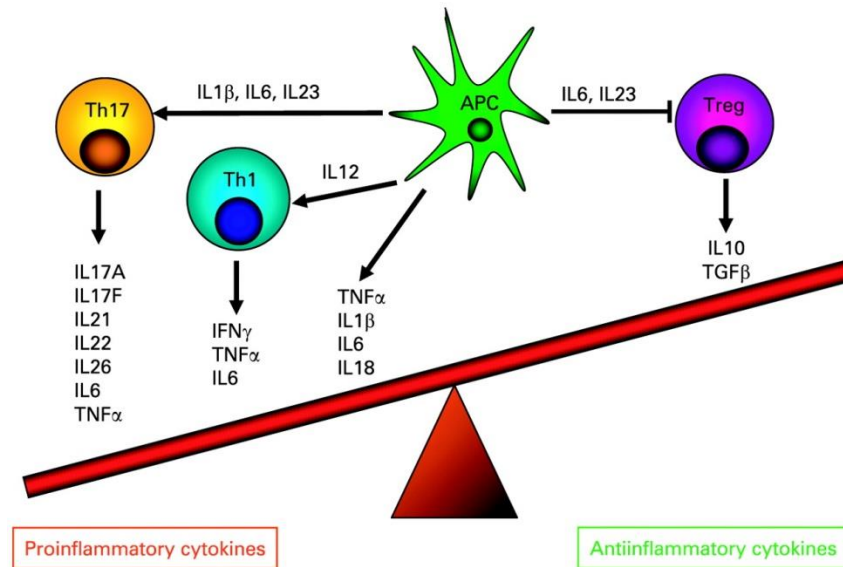 Th17
IL1β, IL6, IL23
APC
IL6, IL23
Treg
Th1
IL12
IL17A
IL17F
IL21
IL22
IL26
IL6
TNFα
IFNγ
TNFα
IL6
TNFα
IL1β
IL6
IL18
IL10
TGFβ
Proinflammatory cytokines
Antiinflammatory cytokines